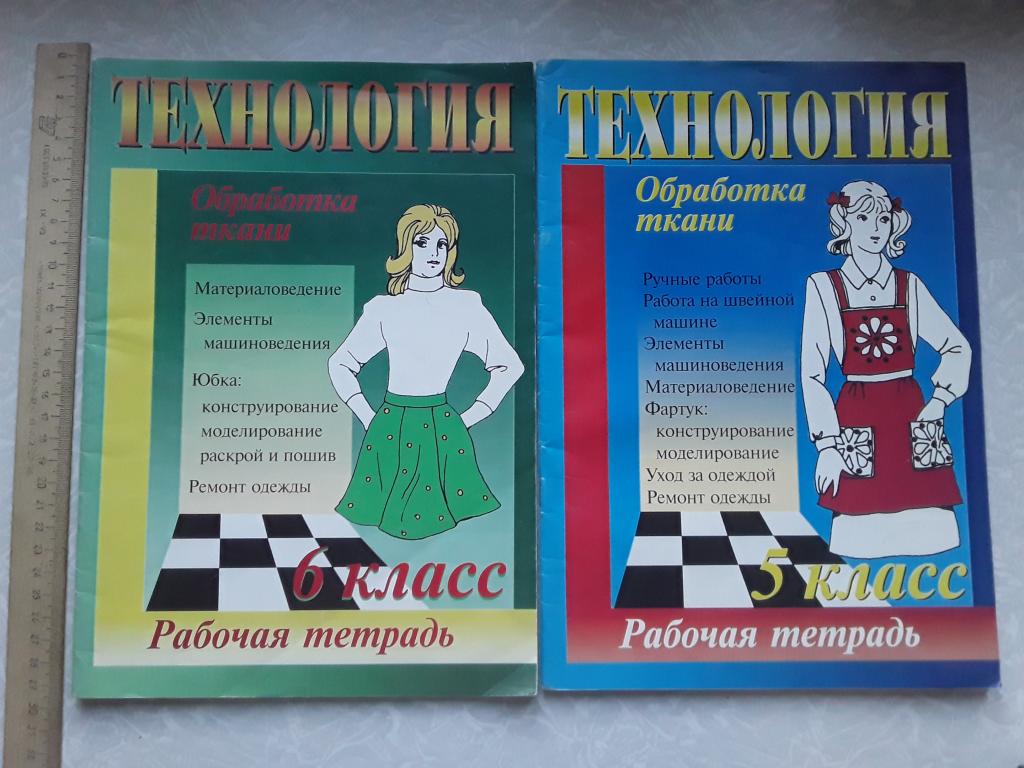 ТЕХНОЛОГИЯ
Обработка
ткани
Материаловедение
Элементы
машиноведения
Юбка:
конструирование
моделирование
раскрой и пошив
Ремонт одежды
6 класс
Рабочая тетрадь
ТЕХНОЛОГИЯ
Обработка
ткани
Ручные работы
Работа на швейной
машине
Элементы
машиноведения
Материаловедение
Фартук:
конструирование
моделирование
Уход за одеждой
Ремонт одежды
5 класс
Рабочая тетрадь